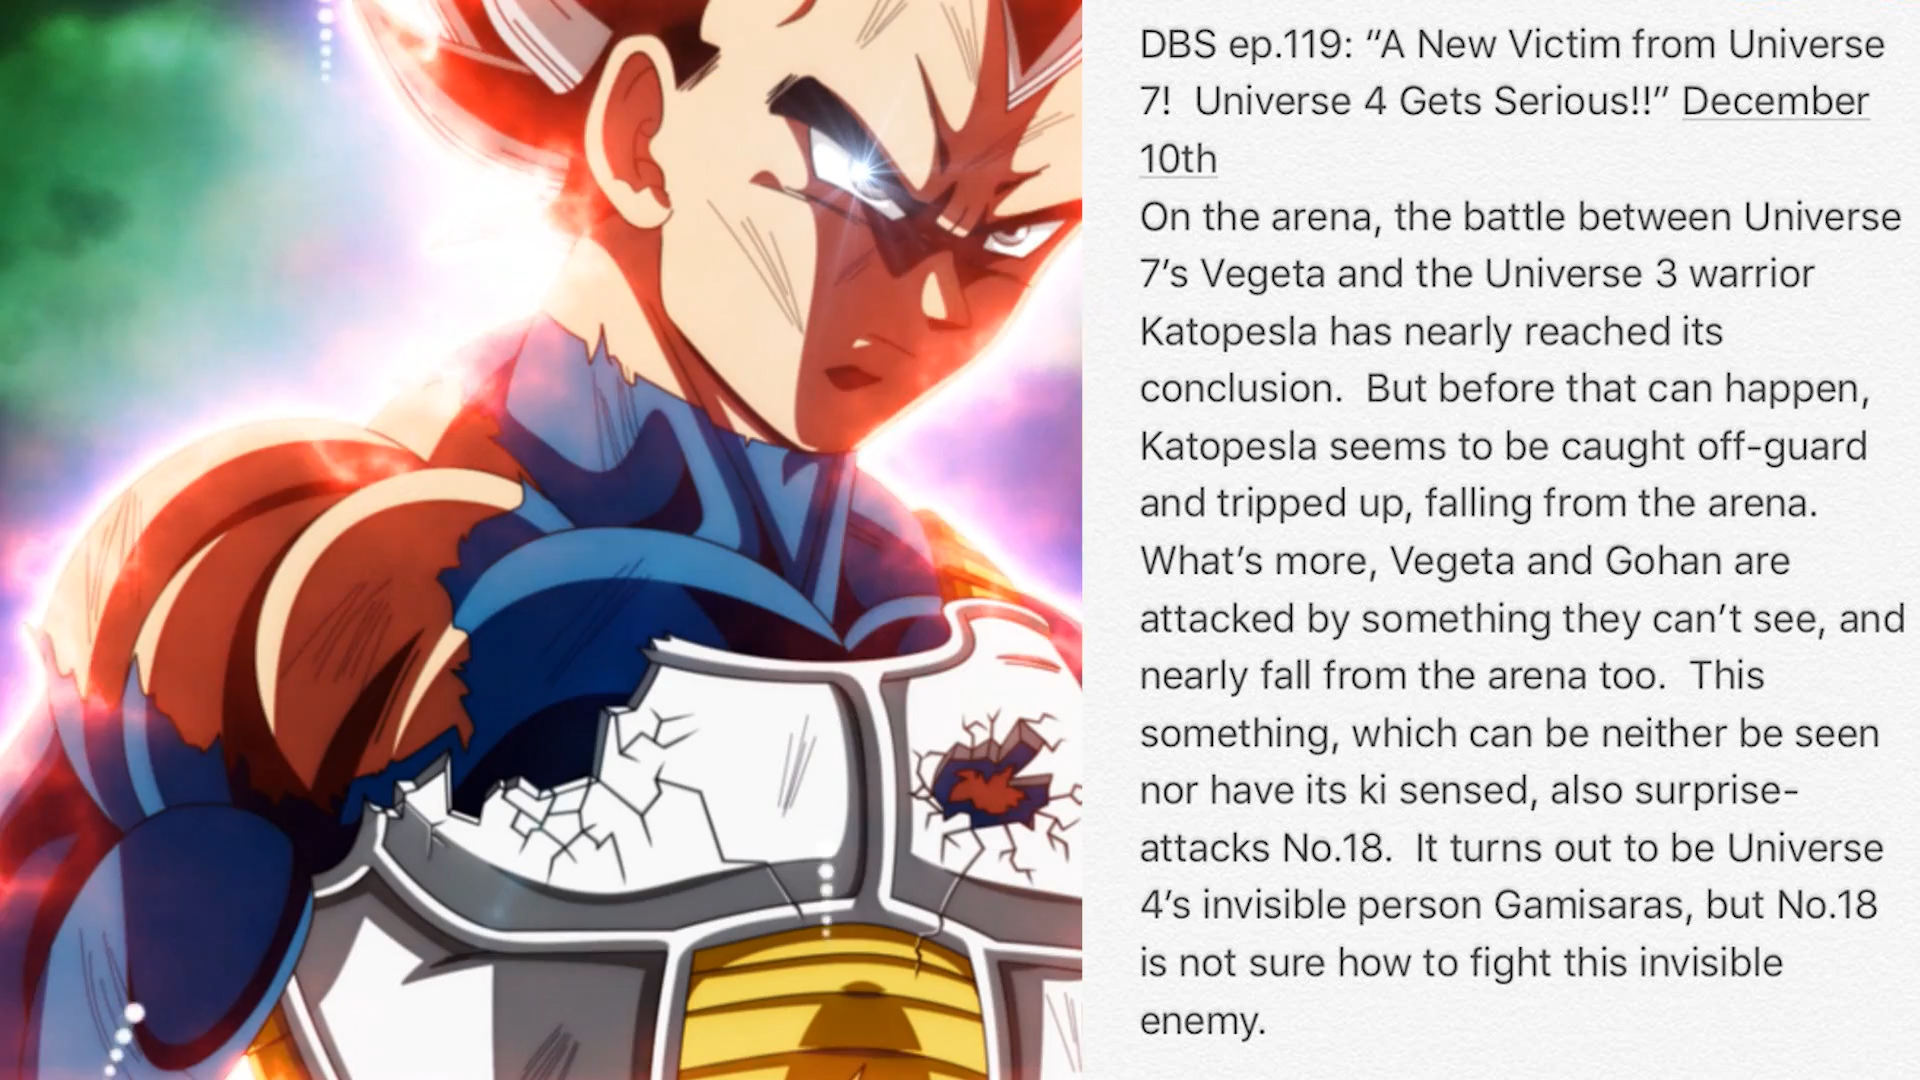 DBS ep.119: “A New Victim from Universe
7!  Universe 4 Gets Serious!!” December
10th
On the arena, the battle between Universe
7’s Vegeta and the Universe 3 warrior
Katopesla has nearly reached its
conclusion.  But before that can happen,
Katopesla seems to be caught off-guard
and tripped up, falling from the arena.
What’s more, Vegeta and Gohan are
attacked by something they can’t see, and
nearly fall from the arena too.  This
something, which can be neither be seen
nor have its ki sensed, also surprise-
attacks No.18.  It turns out to be Universe
4’s invisible person Gamisaras, but No.18
is not sure how to fight this invisible
enemy.